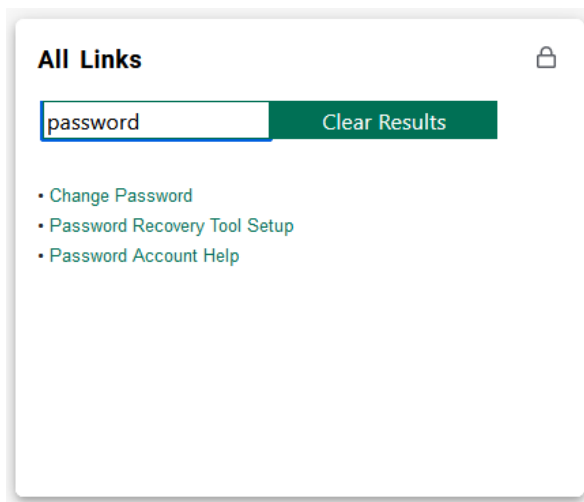 All Links
password
Clear Results
• Change Password
• Password Recovery Tool Setup
• Password Account Help